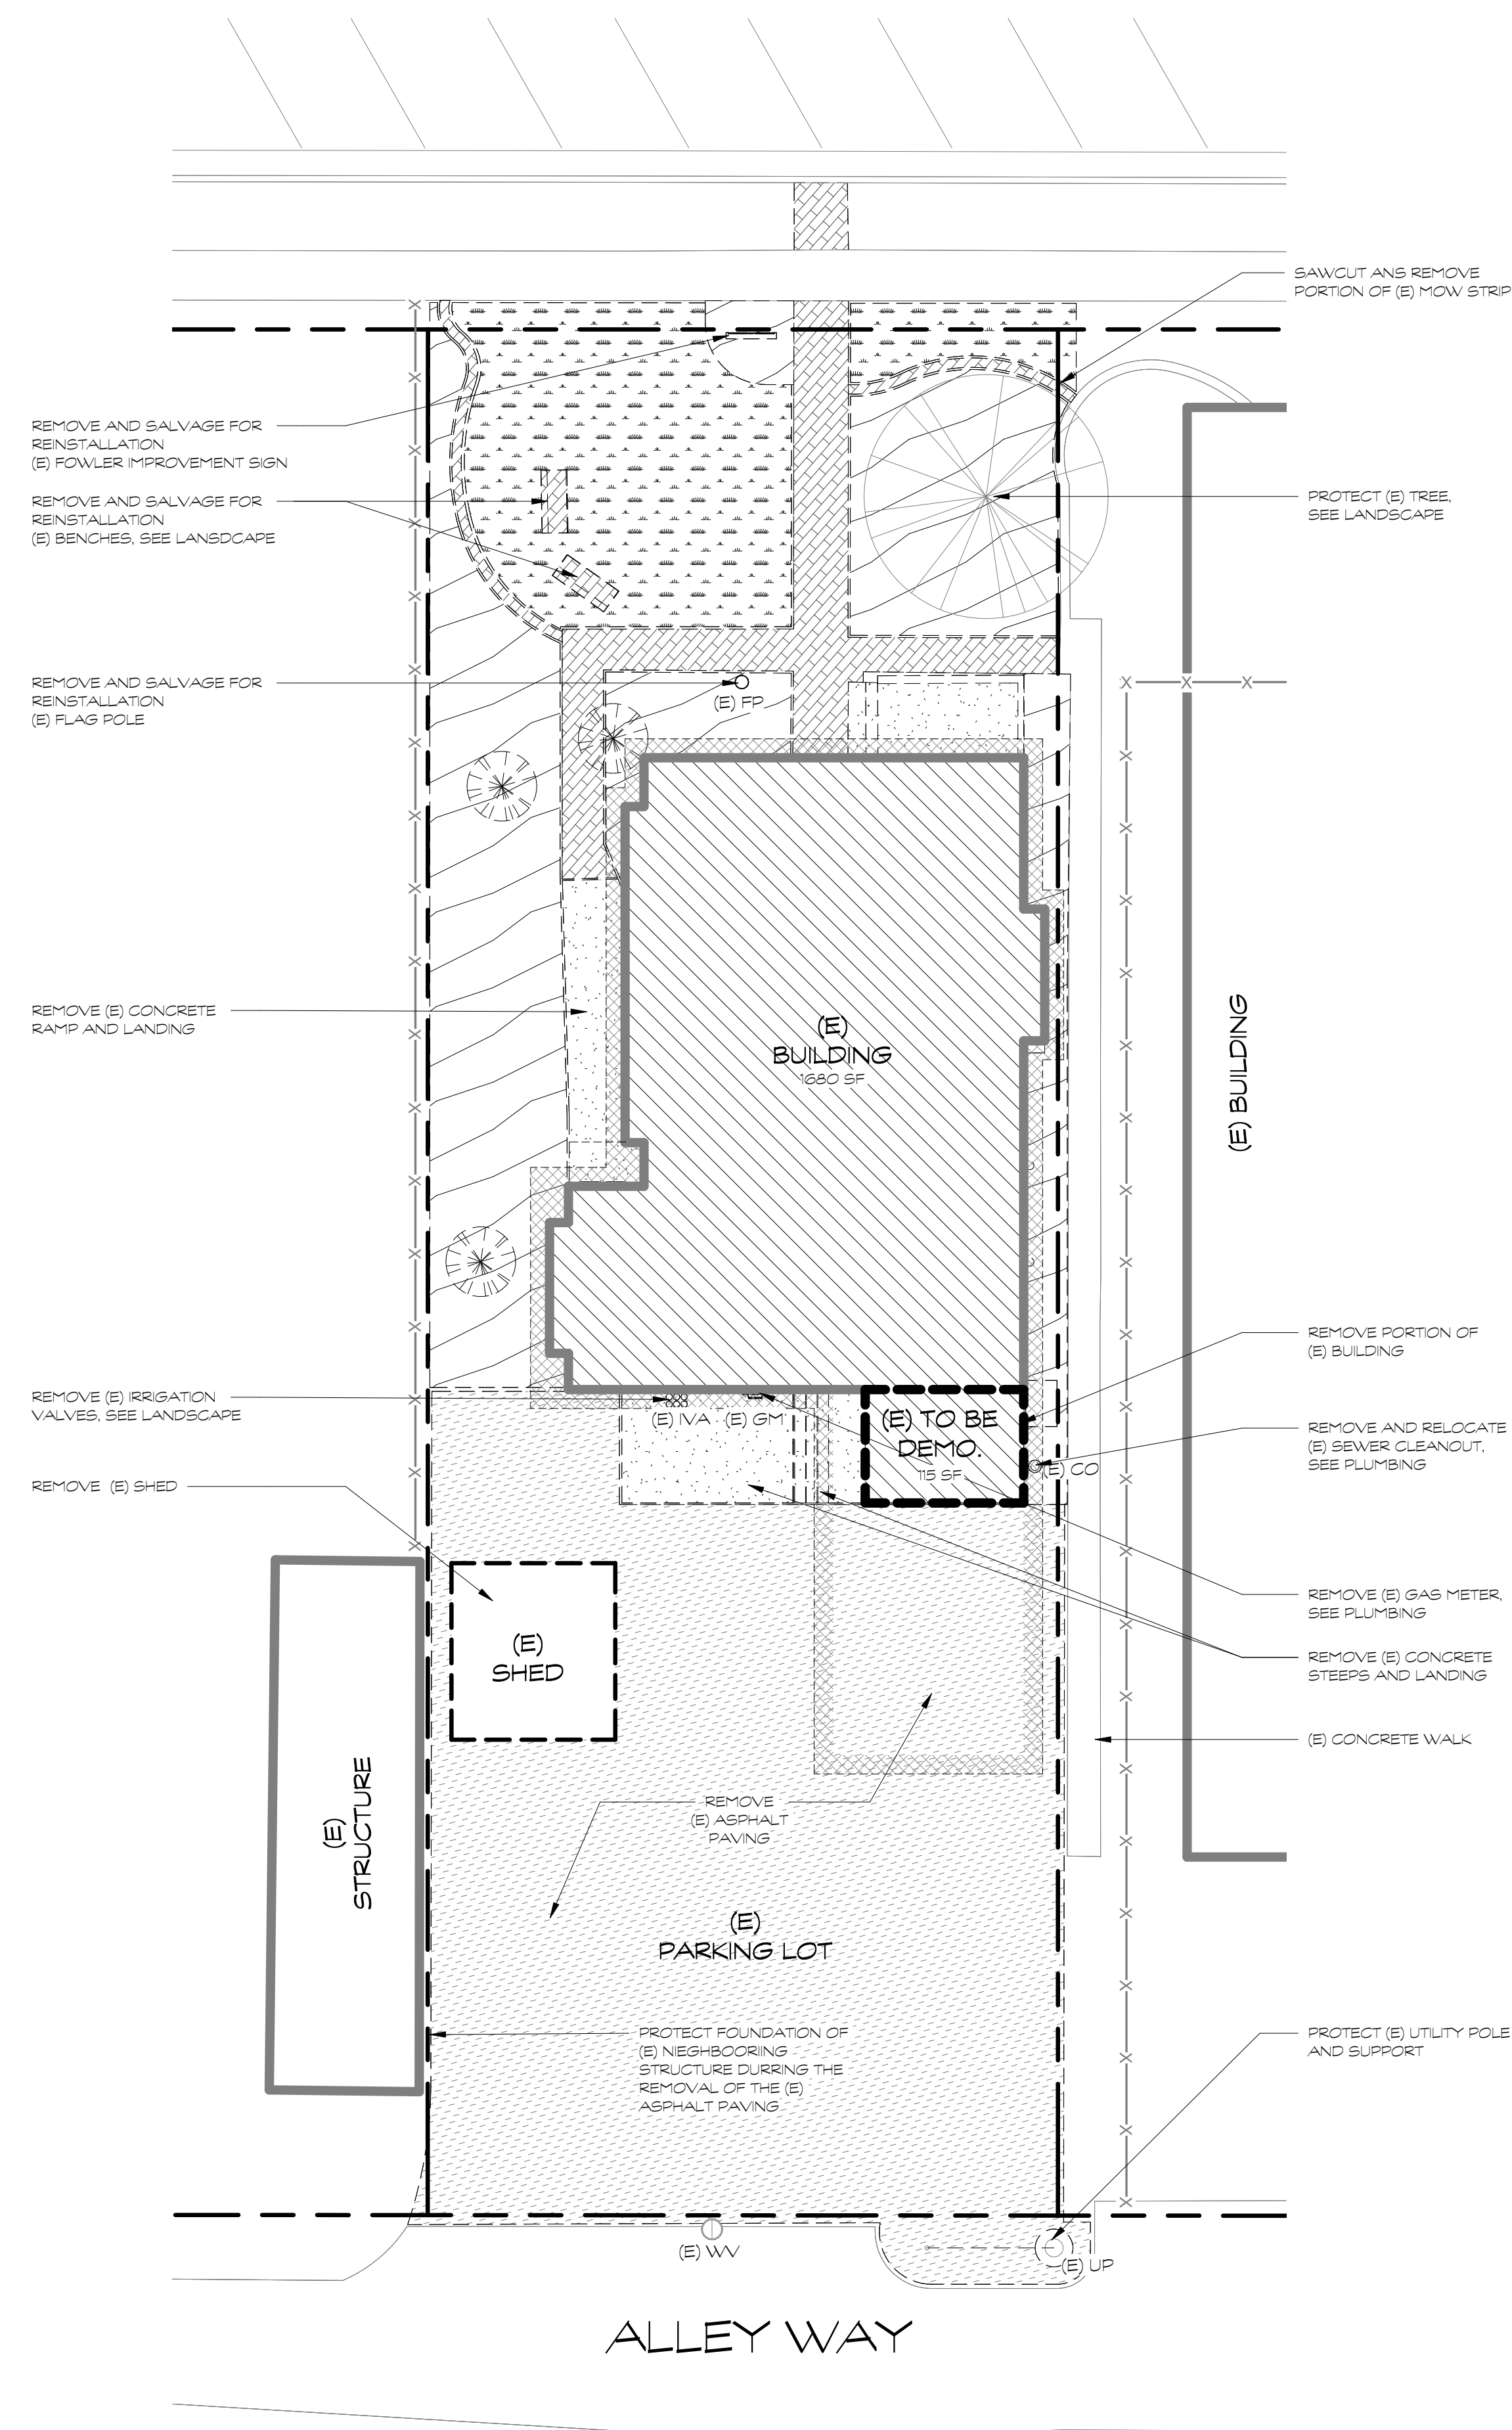 SAWCUT ANS REMOVE
PORTION OF (E) MOW STRIP
REMOVE AND SALVAGE FOR
REINSTALLATION
(E) FOWLER IMPROVEMENT SIGN
REMOVE AND SALVAGE FOR
REINSTALLATION
(E) BENCHES, SEE LANSDCAPE
PROTECT (E) TREE,
SEE LANDSCAPE
REMOVE AND SALVAGE FOR
REINSTALLATION
(E) FLAG POLE
(E) FP
REMOVE (E) CONCRETE
RAMP AND LANDING
(E)
BUILDING
1680 SF
(E) BUILDING
REMOVE PORTION OF
(E) BUILDING
REMOVE (E) IRRIGATION
VALVES, SEE LANDSCAPE
(E) IVA
(E) GM
(E) TO BE
DEMO.
115 SF
(E) CO
REMOVE AND RELOCATE
(E) SEWER CLEANOUT,
SEE PLUMBING
REMOVE (E) SHED
REMOVE (E) GAS METER,
SEE PLUMBING
(E)
SHED
REMOVE (E) CONCRETE
STEEPS AND LANDING
(E) CONCRETE WALK
(E)
STRUCTURE
REMOVE
(E) ASPHALT
PAVING
(E)
PARKING LOT
PROTECT FOUNDATION OF
(E) NIEGHBOORIING
STRUCTURE DURRING THE
REMOVAL OF THE (E)
ASPHALT PAVING
PROTECT (E) UTILITY POLE
AND SUPPORT
(E) WV
(E) UP
ALLEY WAY